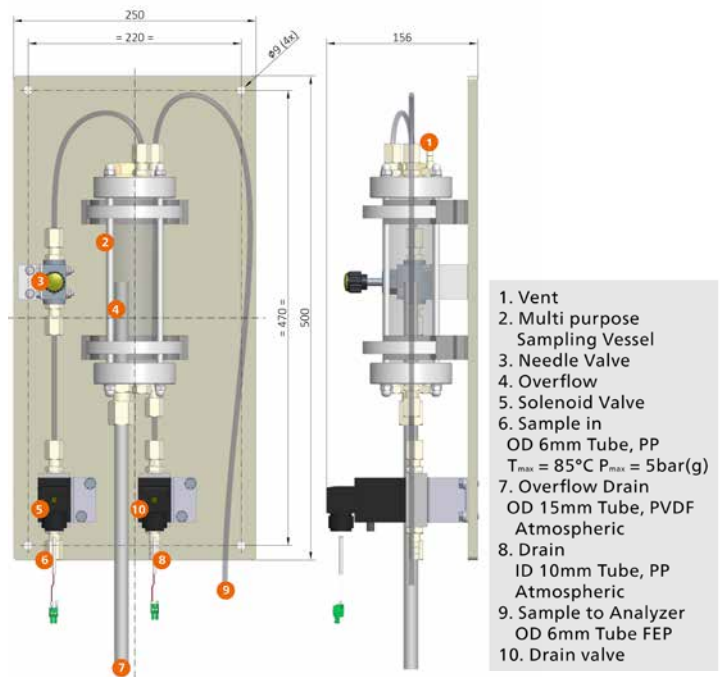 250
= 220 =
ø9 (4x)
156
= 470 =
500
1
2
3
4
5
10
6
8
9
7
1
1. Vent
2. Multi purpose
Sampling Vessel
3. Needle Valve
4. Overflow
5. Solenoid Valve
6. Sample in
OD 6mm Tube, PP
Tmax = 85°C Pmax = 5bar(g)
7. Overflow Drain
OD 15mm Tube, PVDF
Atmospheric
8. Drain
ID 10mm Tube, PP
Atmospheric
9. Sample to Analyzer
OD 6mm Tube FEP
10. Drain valve